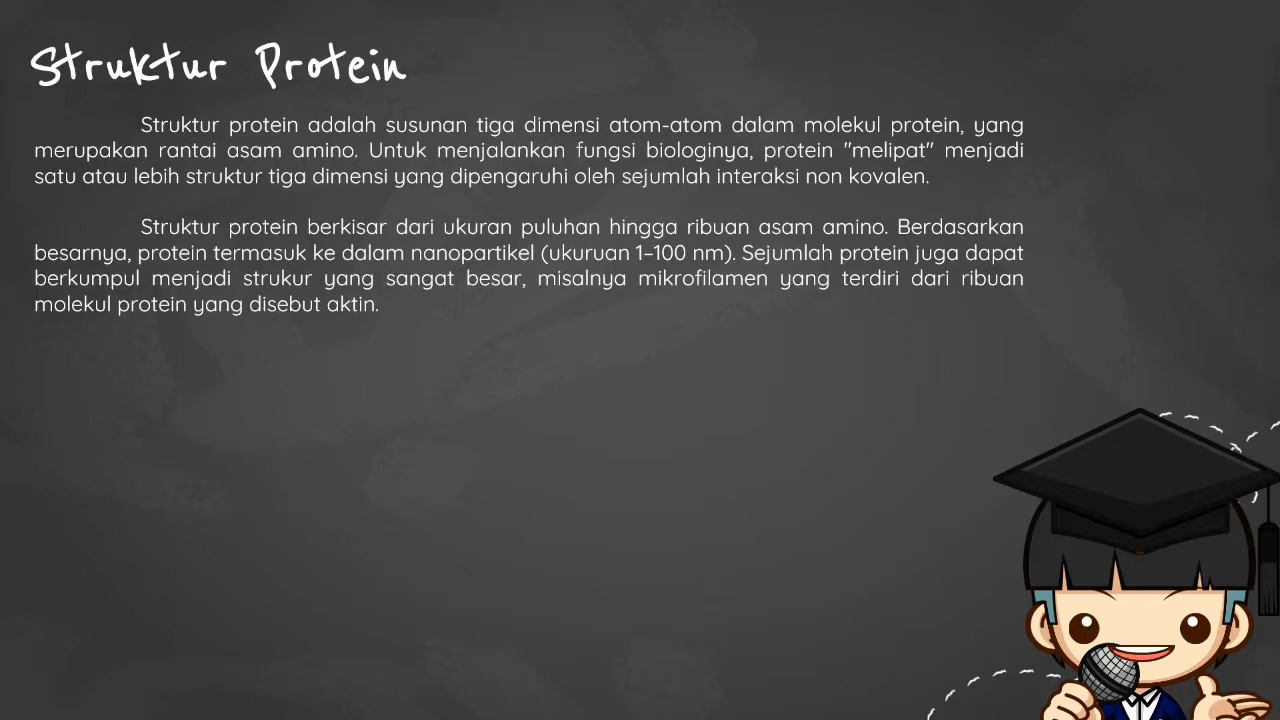 Struktur Protein
Struktur protein adalah susunan tiga dimensi atom-atom dalam molekul protein, yang
merupakan rantai asam amino. Untuk menjalankan fungsi biologinya, protein "melipat" menjadi
satu atau lebih struktur tiga dimensi yang dipengaruhi oleh sejumlah interaksi non kovalen.
Struktur protein berkisar dari ukuran puluhan hingga ribuan asam amino. Berdasarkan
besarnya, protein termasuk ke dalam nanopartikel (ukuruan 1–100 nm). Sejumlah protein juga dapat
berkumpul menjadi strukur yang sangat besar, misalnya mikrofilamen yang terdiri dari ribuan
molekul protein yang disebut aktin.